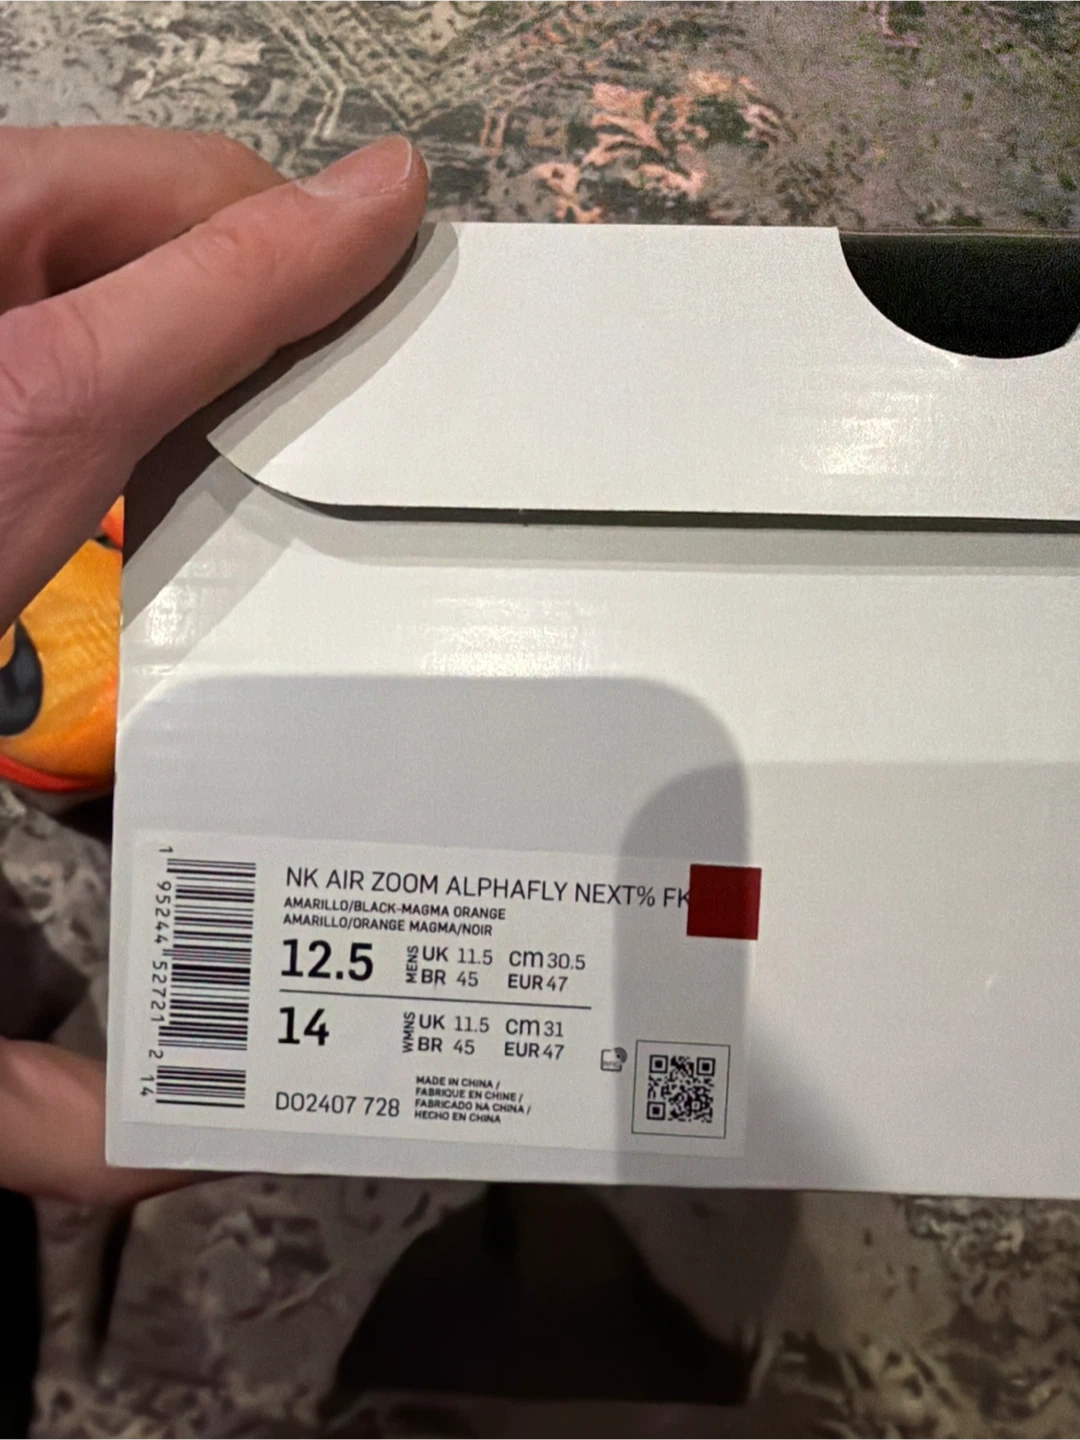 NK AIR ZOOM ALPHAFLY NEXT% FK
AMARILLO/BLACK-MAGMA ORANGE
AMARILLO/ORANGE MAGMA/NOIR
12.5 MENS UK 11.5 cm 30.5
BR 45 EUR 47
14 WMNS UK 11.5 cm 31
BR 45 EUR 47
DO2407 728
MADE IN CHINA /
FABRIQUE EN CHINE /
FABRICADO NA CHINA /
HECHO EN CHINA
1 95244 52721 2 14